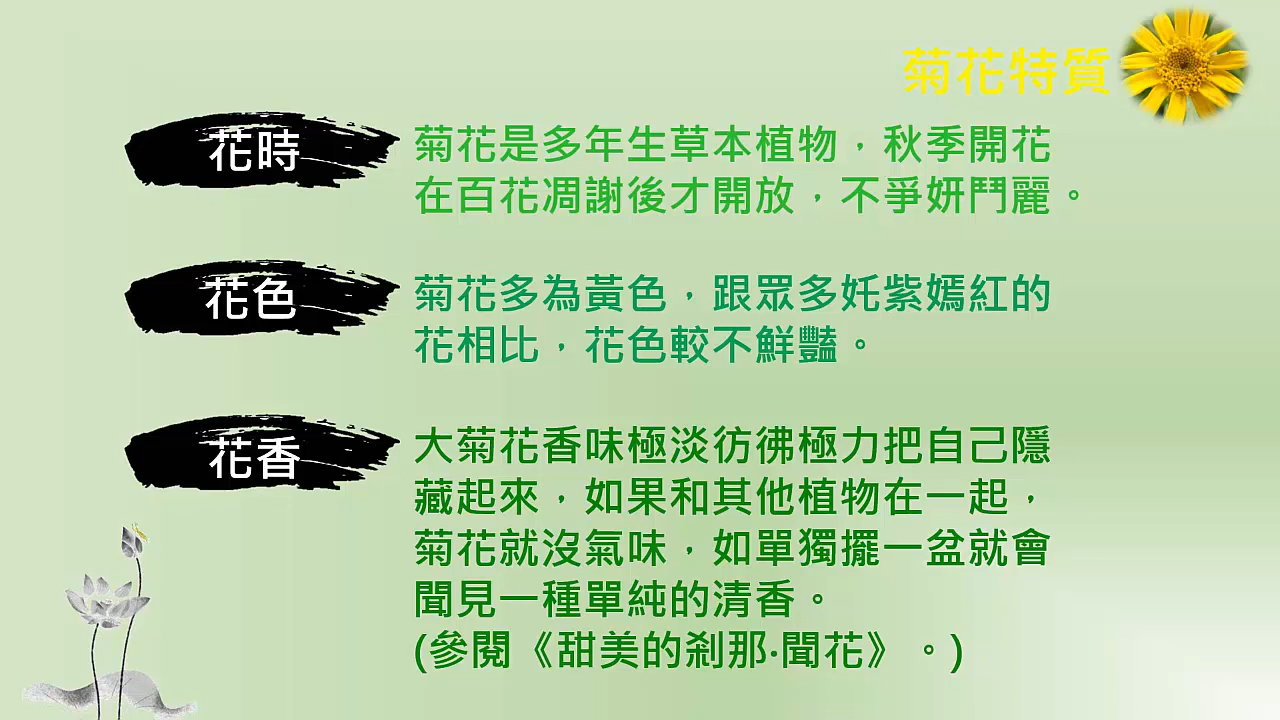 菊花特質
花時
菊花是多年生草本植物，秋季開花
在百花凋謝後才開放，不爭妍鬥麗。
花色
菊花多為黃色，跟眾多奼紫嫣紅的
花相比，花色較不鮮豔。
花香
大菊花香味極淡彷彿極力把自己隱
藏起來，如果和其他植物在一起，
菊花就沒氣味，如單獨擺一盆就會
聞見一種單純的清香。
(參閱《甜美的剎那·聞花》。)